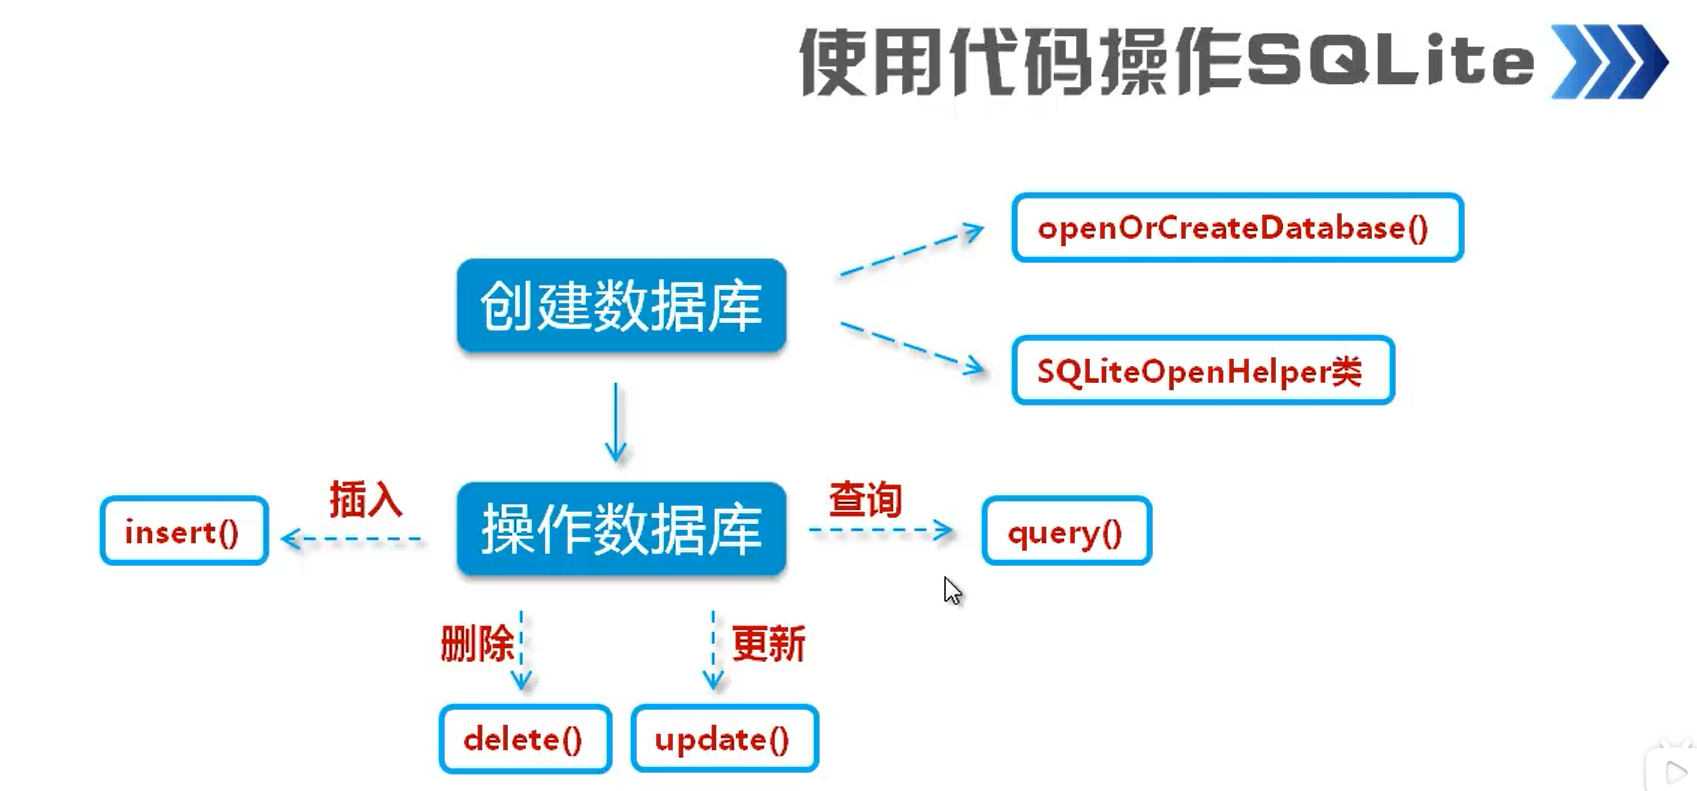 使用代码操作SQLite
openOrCreateDatabase()
创建数据库
SQLiteOpenHelper类
插入
查询
insert()
操作数据库
query()
删除
更新
delete()
update()